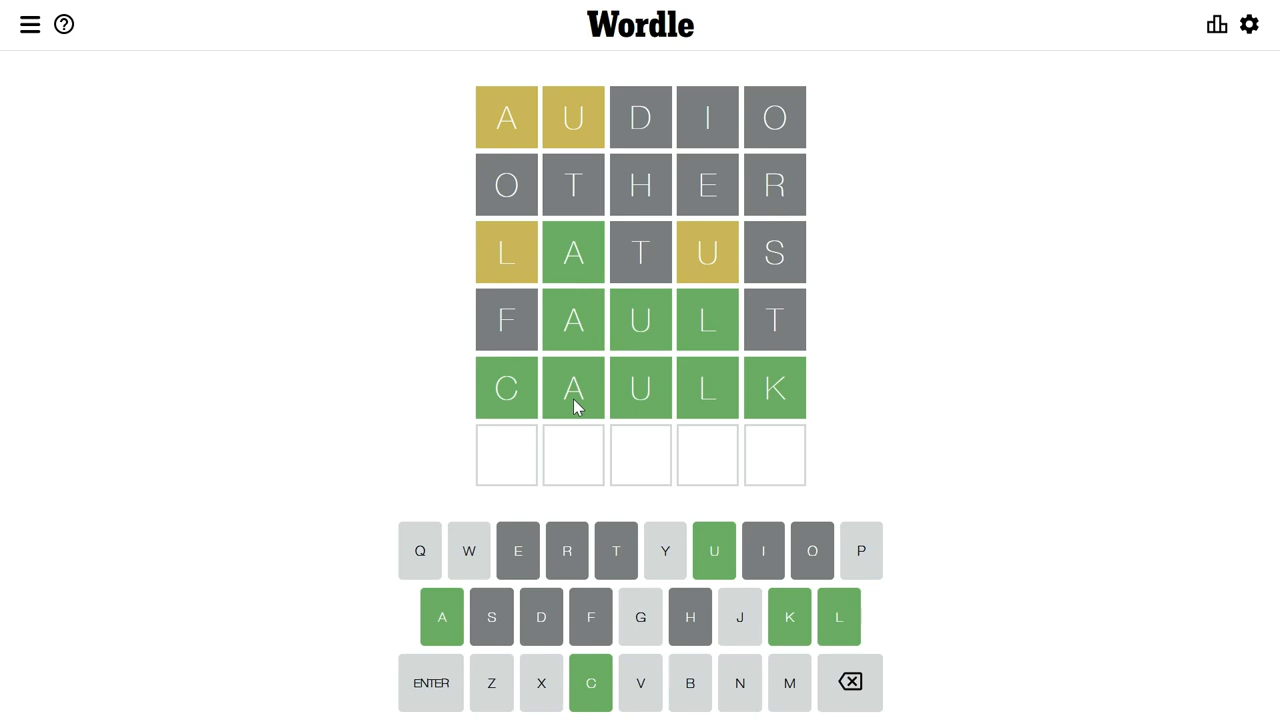 Wordle
A U D I O
O T H E R
L A T U S
F A U L T
C A U L K
Q W E R T Y U I O P
A S D F G H J K L
ENTER Z X C V B N M